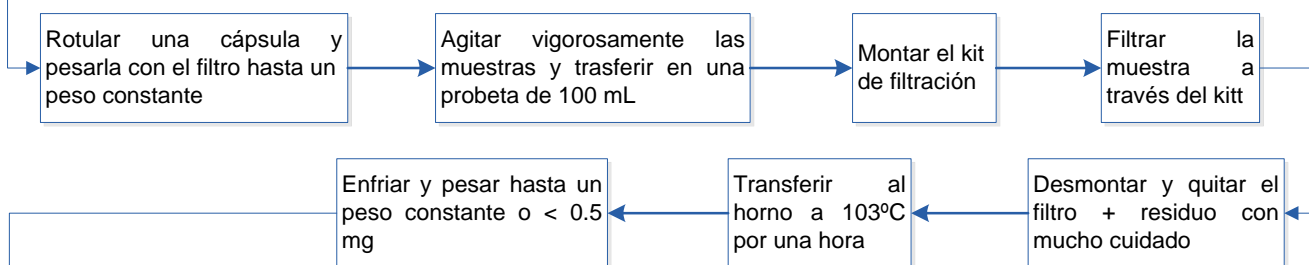 Rotular una cápsula y
pesarla con el filtro hasta un
peso constante
Agitar vigorosamente las
muestras y trasferir en una
probeta de 100 mL
Montar el kit
de filtración
Filtrar la
muestra a
través del kitt
Desmontar y quitar el
filtro + residuo con
mucho cuidado
Transferir al
horno a 103ºC
por una hora
Enfriar y pesar hasta un
peso constante o < 0.5
mg